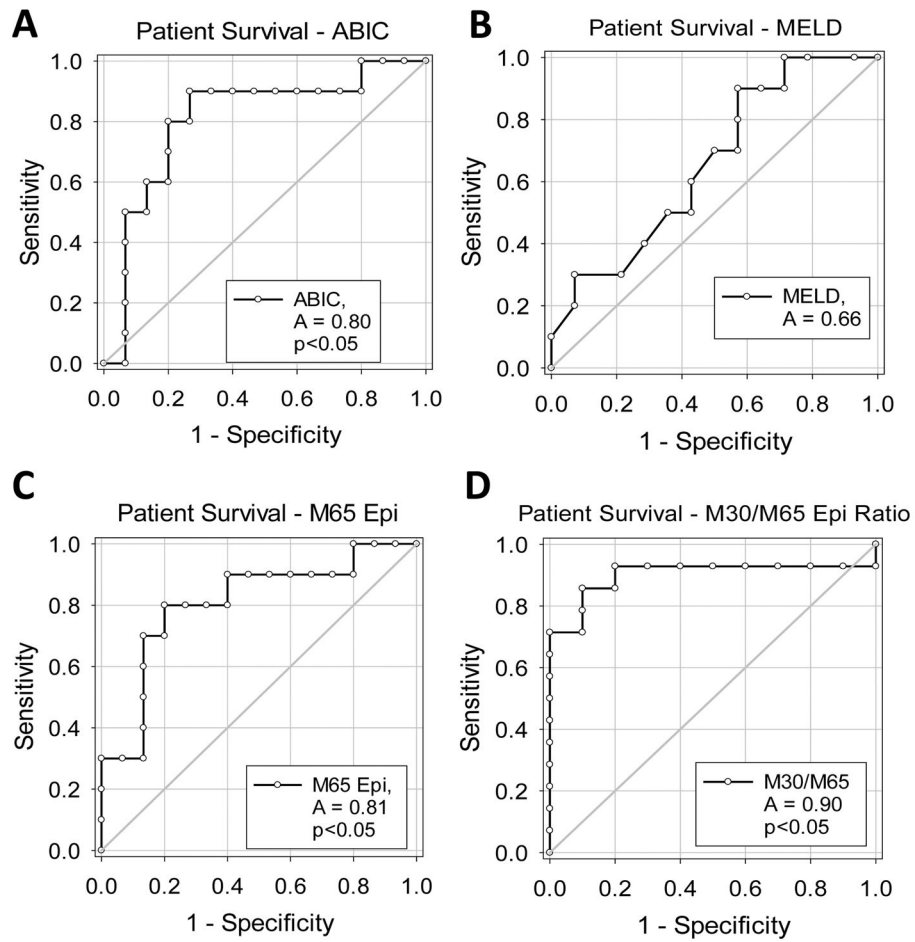 A
Patient Survival - ABIC
Sensitivity
1.0
0.8
0.6
0.4
0.2
0.0
ABIC,
A = 0.80
p<0.05
0.0 0.2 0.4 0.6 0.8 1.0
1 - Specificity
B
Patient Survival - MELD
Sensitivity
1.0
0.8
0.6
0.4
0.2
0.0
MELD,
A = 0.66
0.0 0.2 0.4 0.6 0.8 1.0
1 - Specificity
C
Patient Survival - M65 Epi
Sensitivity
1.0
0.8
0.6
0.4
0.2
0.0
M65 Epi,
A = 0.81
p<0.05
0.0 0.2 0.4 0.6 0.8 1.0
1 - Specificity
D
Patient Survival - M30/M65 Epi Ratio
Sensitivity
1.0
0.8
0.6
0.4
0.2
0.0
M30/M65
A = 0.90
p<0.05
0.0 0.2 0.4 0.6 0.8 1.0
1 - Specificity